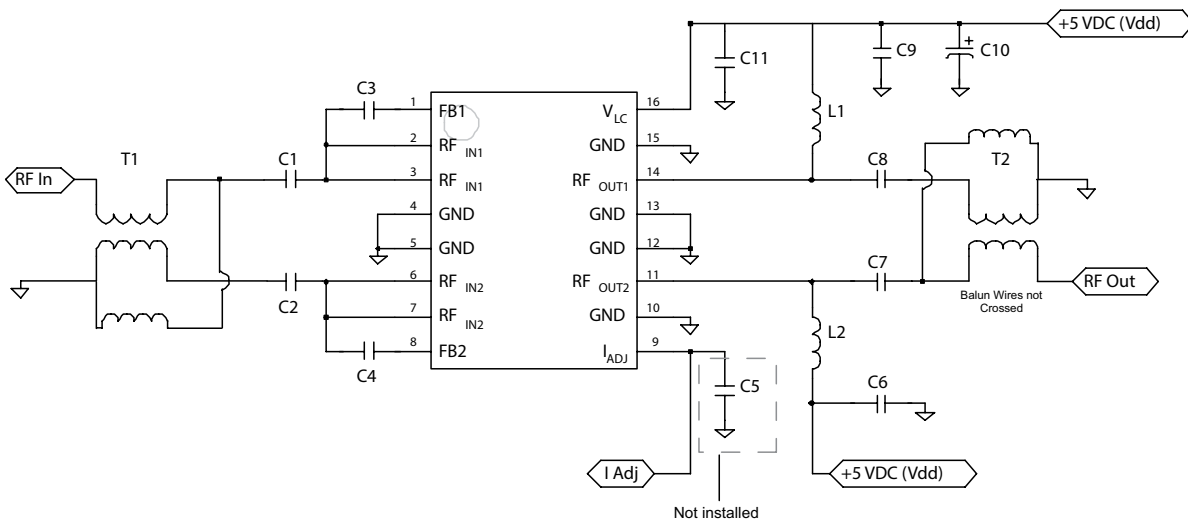 +5 VDC (Vdd)
C11
C9
+
C10
C3
1
FB1
V LC
16
L1
2
RF IN1
GND
15
T1
C1
C8
T2
RF In
3
RF IN1
RF OUT1
14
4
GND
GND
13
5
GND
GND
12
C2
6
RF IN2
RF OUT2
11
C7
RF Out
Balun Wires not
Crossed
7
RF IN2
GND
10
L2
C4
8
FB2
I ADJ
9
C5
C6
I Adj
+5 VDC (Vdd)
Not installed